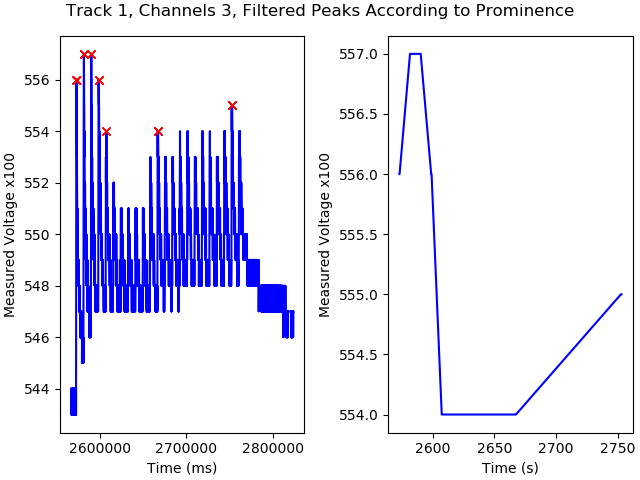 Track 1, Channels 3, Filtered Peaks According to Prominence
Measured Voltage x100
556
554
552
550
548
546
544
2600000 2700000 2800000
Time (ms)
Measured Voltage x100
557.0
556.5
556.0
555.5
555.0
554.5
554.0
2600 2650 2700 2750
Time (s)